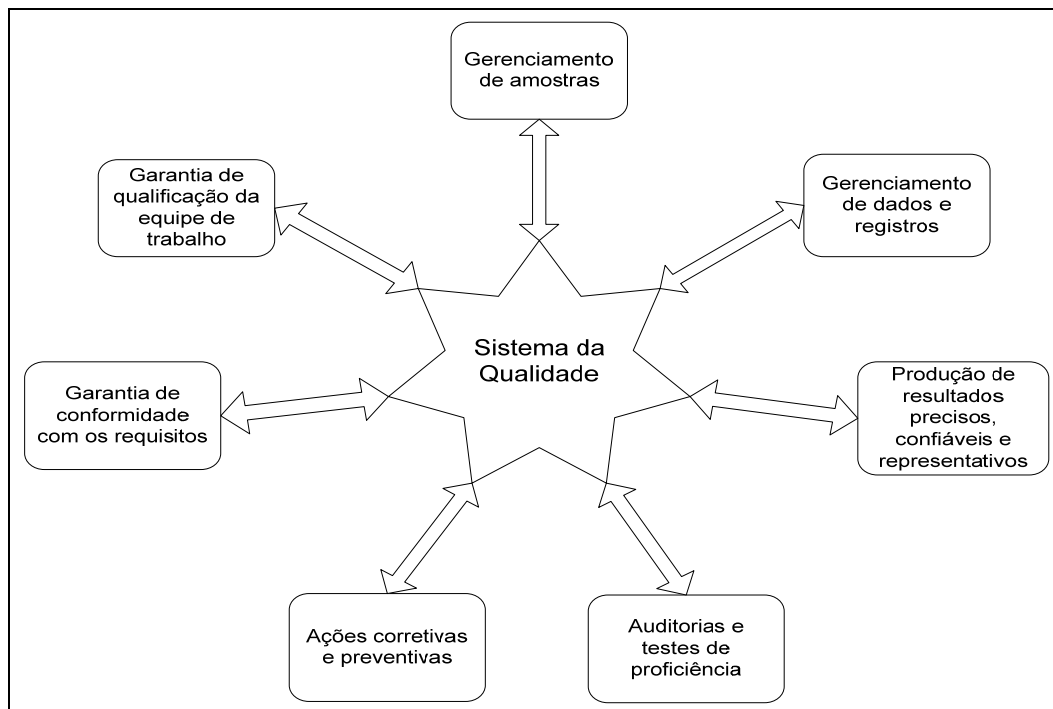 Gerenciamento
de amostras
Garantia de
qualificação da
equipe de
trabalho
Gerenciamento
de dados e
registros
Sistema da
Qualidade
Garantia de
conformidade
com os requisitos
Produção de
resultados
precisos,
confiáveis e
representativos
Ações corretivas
e preventivas
Auditorias e
testes de
proficiência